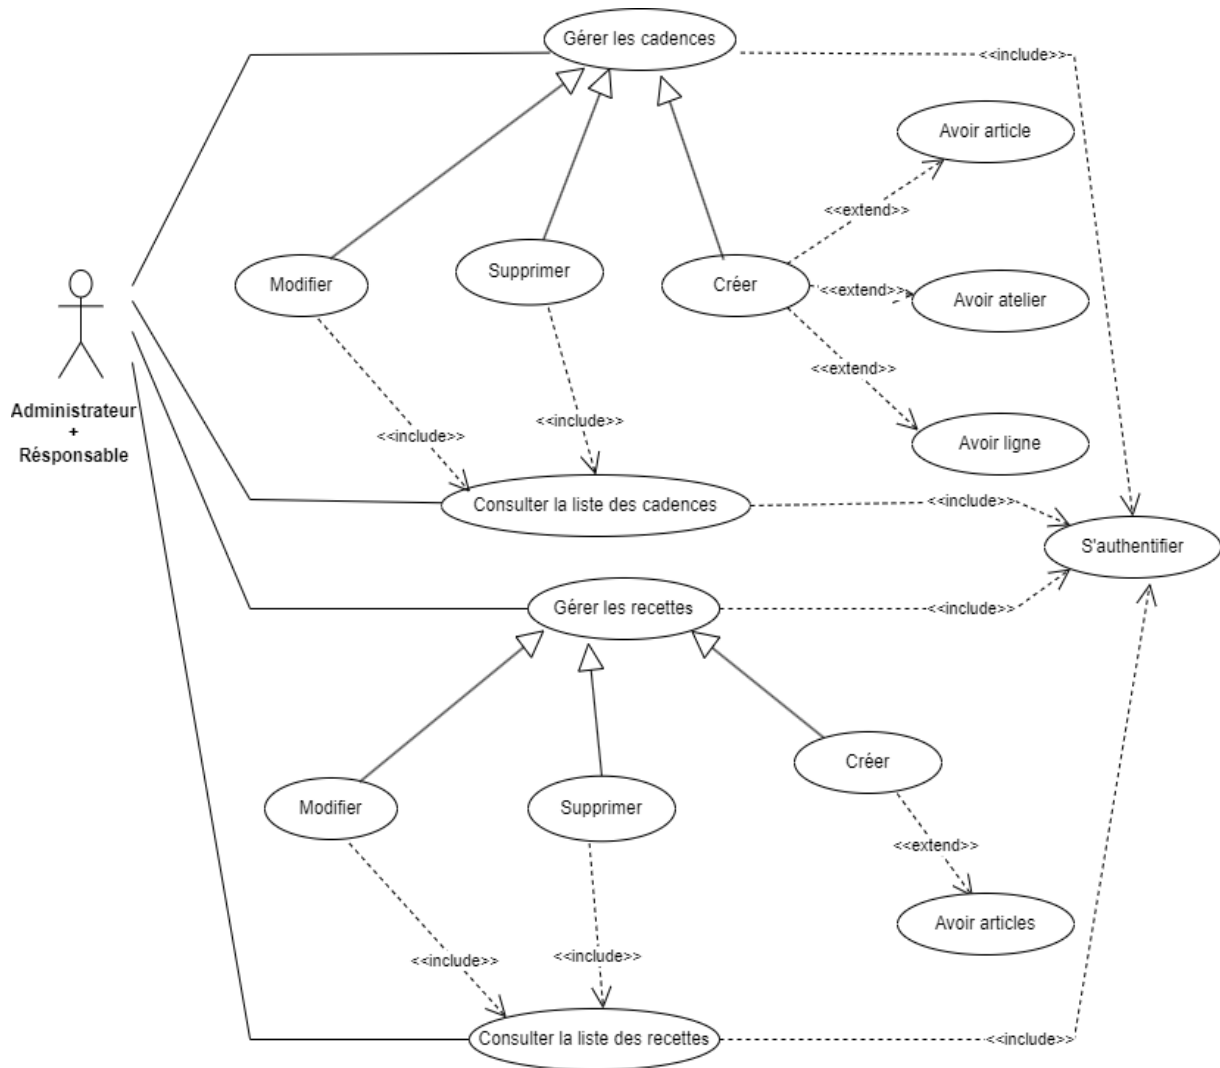 Gérer les cadences
<<include>>
Avoir article
<<extend>>
Modifier
Supprimer
Créer
<<extend>>
Avoir atelier
<<extend>>
Administrateur
+
Résponsable
<<include>>
<<include>>
Avoir ligne
Consulter la liste des cadences
<<include>>
S'authentifier
Gérer les recettes
<<include>>
Créer
Modifier
Supprimer
<<extend>>
Avoir articles
<<include>>
<<include>>
Consulter la liste des recettes
<<include>>